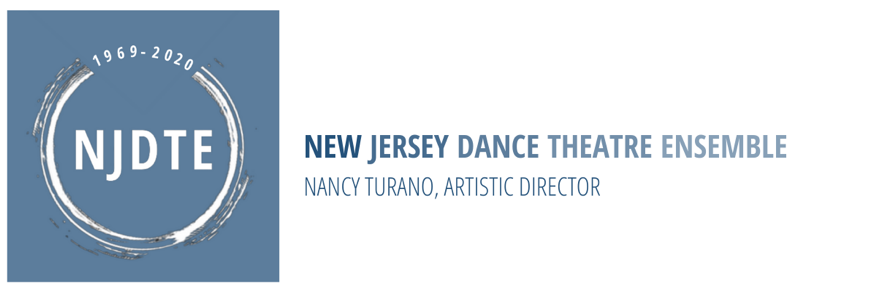 1969-2020
NJDTE
NEW JERSEY DANCE THEATRE ENSEMBLE
NANCY TURANO, ARTISTIC DIRECTOR